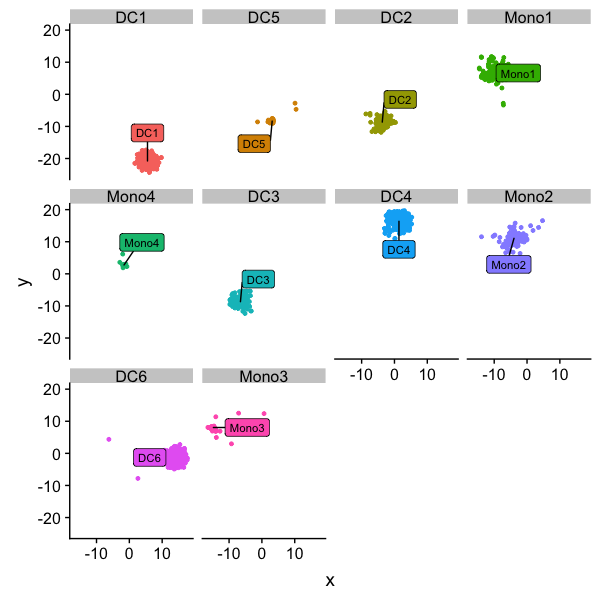 DC1 DC5 DC2 Mono1
20
10
0
-10
-20
DC1
DC5
DC2
Mono1
Mono4 DC3 DC4 Mono2
20
10
0
-10
-20
Mono4
DC3
DC4
Mono2
-10 0 10 -10 0 10
DC6 Mono3
20
10
0
-10
-20
DC6
Mono3
-10 0 10 -10 0 10
x
y